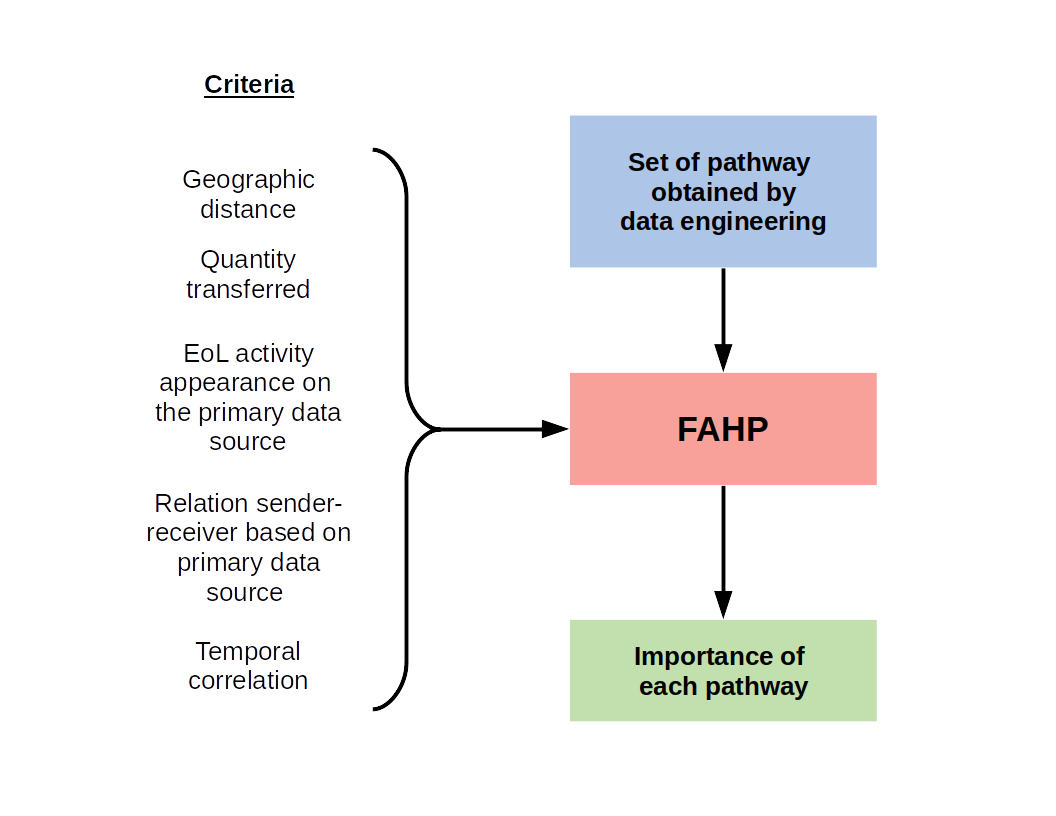 Criteria
Geographic
distance
Quantity
transferred
EoL activity
appearance on
the primary data
source
Relation sender-
receiver based on
primary data
source
Temporal
correlation
Set of pathway
obtained by
data engineering
FAHP
Importance of
each pathway